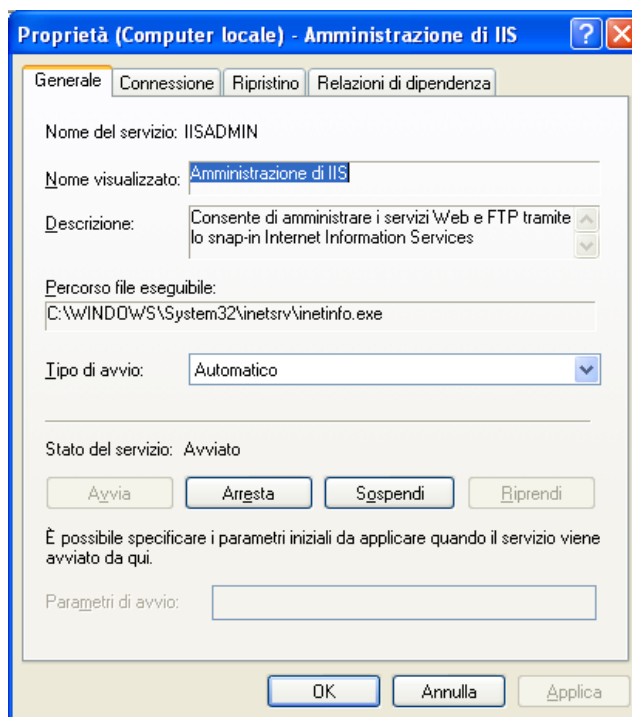 Proprietà (Computer locale) - Amministrazione di IIS
Generale Connessione Ripristino Relazioni di dipendenza
Nome del servizio: IISADMIN
Nome visualizzato: Amministrazione di IIS
Descrizione: Consente di amministrare i servizi Web e FTP tramite
lo snap-in Internet Information Services
Percorso file eseguibile:
C:\WINDOWS\System32\inetsrv\inetinfo.exe
Tipo di avvio: Automatico
Stato del servizio: Avviato
Avvia Arresta Sospendi Riprendi
È possibile specificare i parametri iniziali da applicare quando il servizio viene
avviato da qui.
Parametri di avvio:
OK Annulla Applica